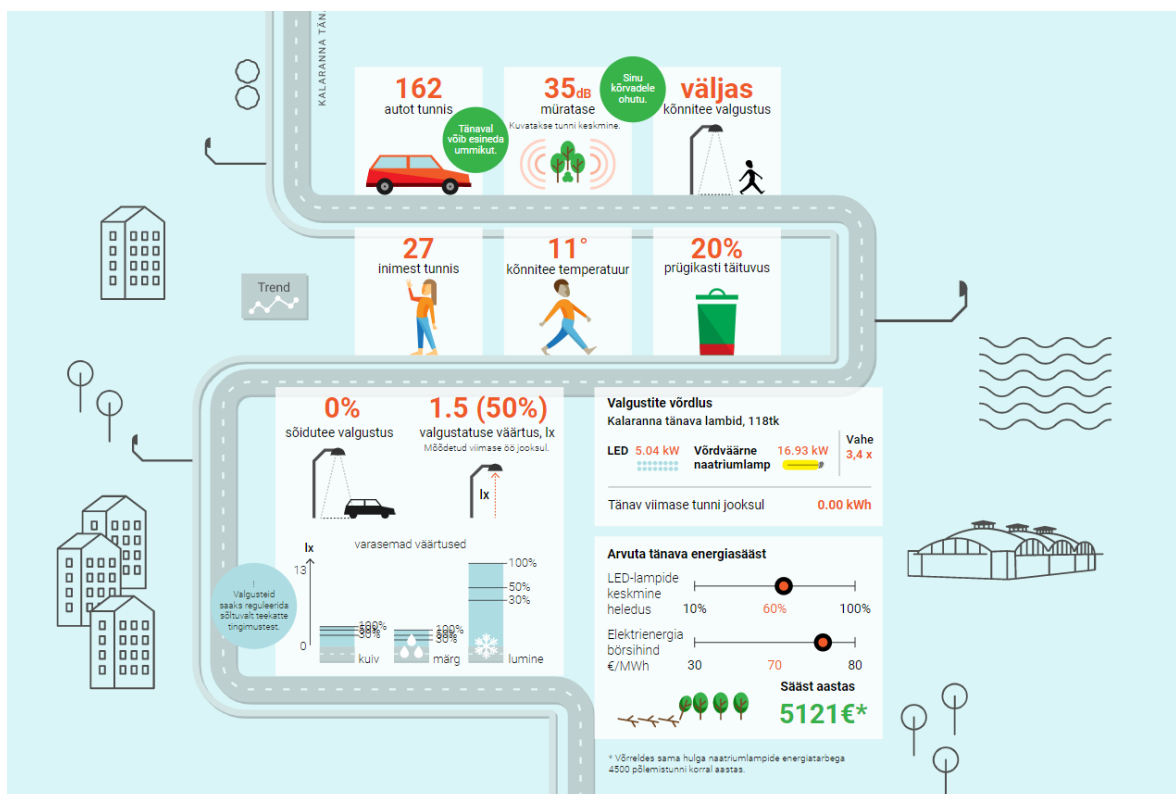 KALARANNA
162
autot tunnis
Tänaval
võib esineda
ummikut.
35dB
müratase
Kuvatakse tunni keskmine.
Sinu
kõrvadele
ohutu.
väljas
kõnnitee valgustus
27
inimest tunnis
11°
kõnnitee temperatuur
20%
prügikasti täituvus
Trend
0%
sõidutee valgustus
1.5 (50%)
valgustatuse väärtus, lx
Mõõdetud viimase öö jooksul.
lx
lx
varasemad väärtused
13
0
100%
50%
30%
kuiv
100%
30%
märg
100%
50%
30%
lumine
!
Valgusteid
saaks reguleerida
sõltuvalt teekatte
tingimustest.
Valgustite võrdlus
Kalaranna tänava lambid, 118tk
LED 5.04 kW
Võrdväärne
naatriumlamp
16.93 kW
Vahe
3,4 x
Tänav viimase tunni jooksul 0.00 kWh
Arvuta tänava energiasääst
LED-lampide
keskmine
heledus
10% 60% 100%
Elektrienergia
börsihind
€/MWh
30 70 80
Sääst aastas
5121€*
* Võrreldes sama hulga naatriumlampide energiatarbega
4500 põlemistunni korral aastas.